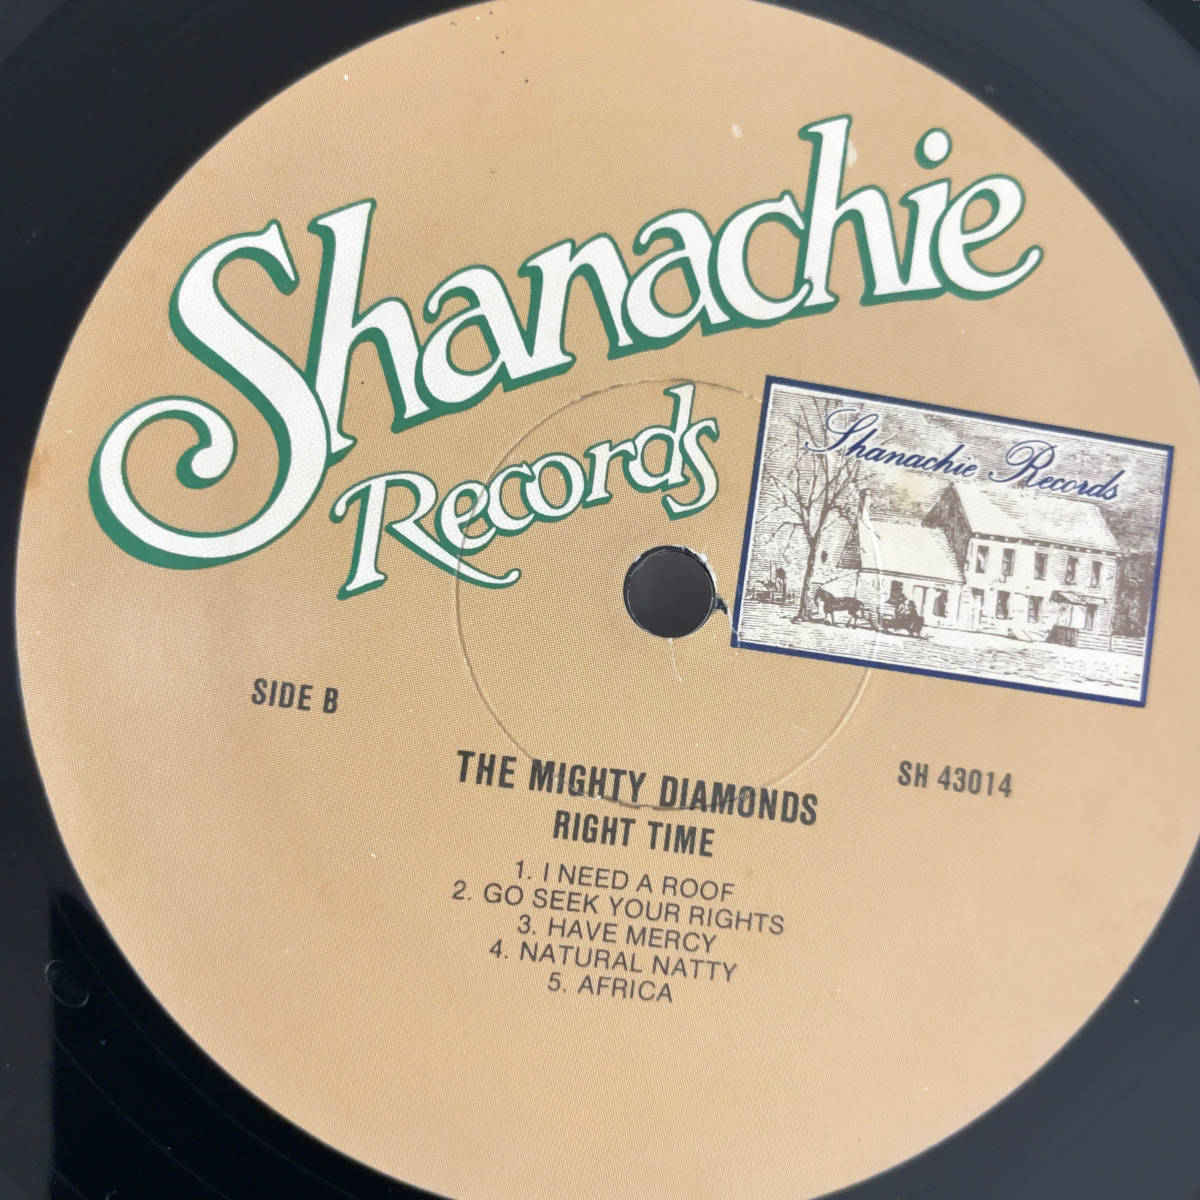 Shanachie
Records
Shanachie Records
SIDE B
SH 43014
THE MIGHTY DIAMONDS
RIGHT TIME
1. I NEED A ROOF
2. GO SEEK YOUR RIGHTS
3. HAVE MERCY
4. NATURAL NATTY
5. AFRICA